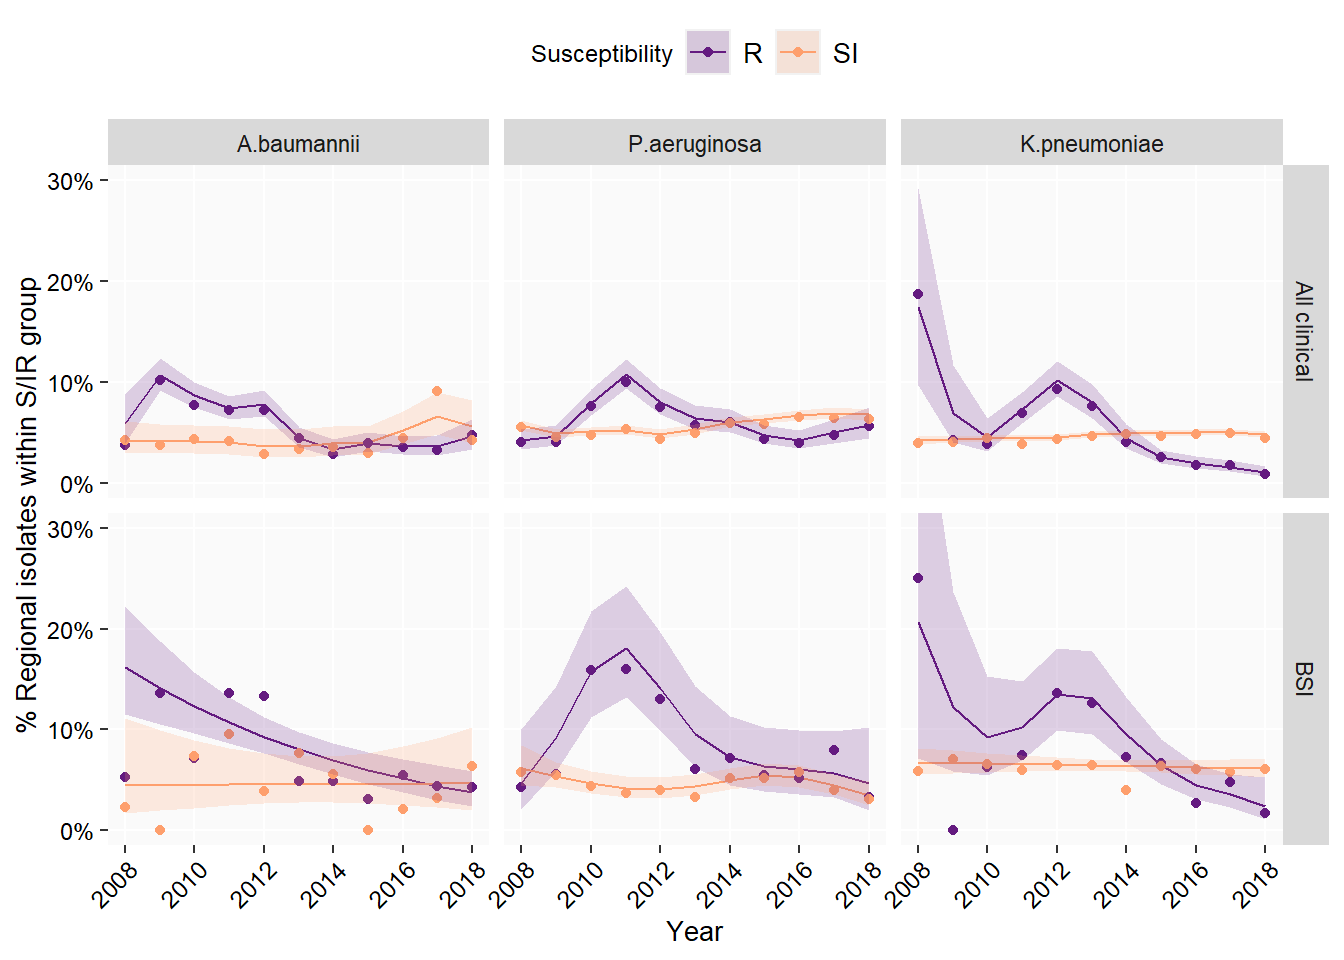 Susceptibility R SI
A.baumannii P.aeruginosa K.pneumoniae
% Regional isolates within S/IR group
30%
20%
10%
0%
All clinical
30%
20%
10%
0%
BSI
2008 2010 2012 2014 2016 2018 2008 2010 2012 2014 2016 2018 2008 2010 2012 2014 2016 2018
Year